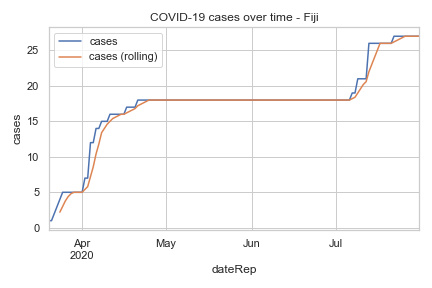 COVID-19 cases over time - Fiji
cases
cases (rolling)
cases
25
20
15
10
5
0
Apr
2020
May
Jun
Jul
dateRep